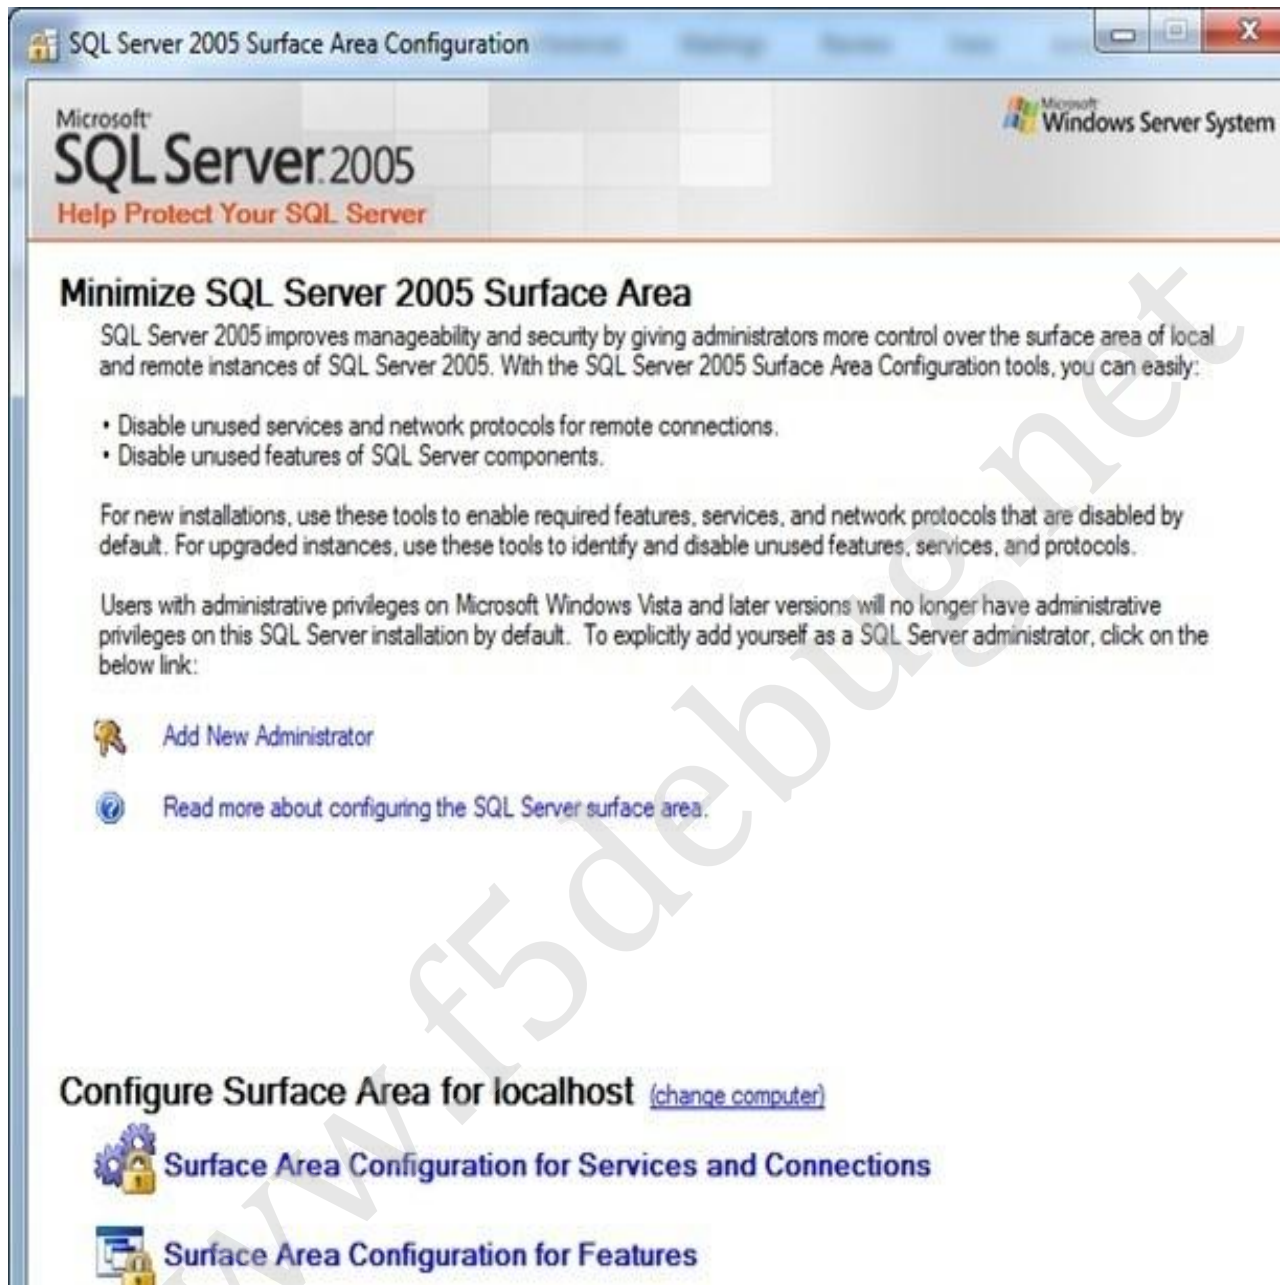 SQL Server 2005 Surface Area Configuration
Microsoft
SQL Server 2005
Help Protect Your SQL Server
Microsoft
Windows Server System
Minimize SQL Server 2005 Surface Area
SQL Server 2005 improves manageability and security by giving administrators more control over the surface area of local
and remote instances of SQL Server 2005. With the SQL Server 2005 Surface Area Configuration tools, you can easily:
• Disable unused services and network protocols for remote connections.
• Disable unused features of SQL Server components.
For new installations, use these tools to enable required features, services, and network protocols that are disabled by
default. For upgraded instances, use these tools to identify and disable unused features, services, and protocols.
Users with administrative privileges on Microsoft Windows Vista and later versions will no longer have administrative
privileges on this SQL Server installation by default. To explicitly add yourself as a SQL Server administrator, click on the
below link:
Add New Administrator
Read more about configuring the SQL Server surface area.
Configure Surface Area for localhost (change computer)
Surface Area Configuration for Services and Connections
Surface Area Configuration for Features
www.f5debug.net